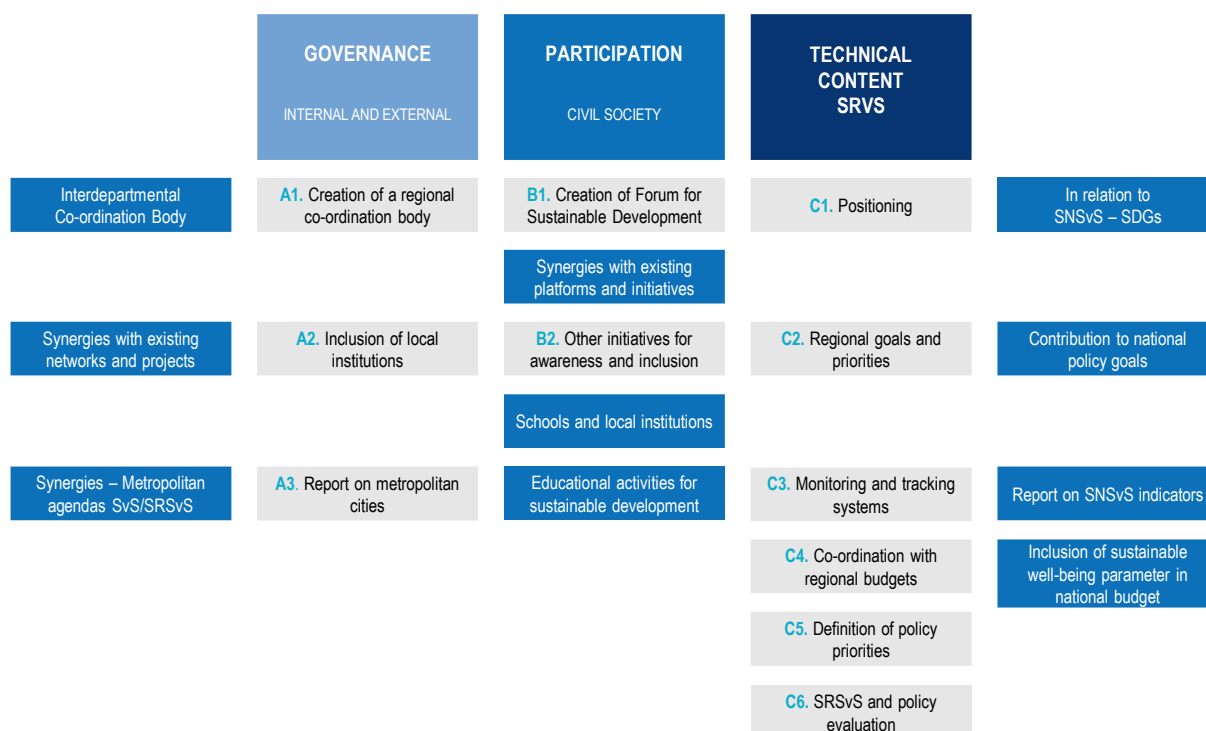 GOVERNANCE
INTERNAL AND EXTERNAL
PARTICIPATION
CIVIL SOCIETY
TECHNICAL
CONTENT
SRVS
Interdepartmental
Co-ordination Body
A1. Creation of a regional
co-ordination body
B1. Creation of Forum for
Sustainable Development
C1. Positioning
In relation to
SNSvS – SDGs
Synergies with existing
platforms and initiatives
Synergies with existing
networks and projects
A2. Inclusion of local
institutions
B2. Other initiatives for
awareness and inclusion
C2. Regional goals and
priorities
Contribution to national
policy goals
Schools and local institutions
Synergies – Metropolitan
agendas SvS/SRSvS
A3. Report on metropolitan
cities
Educational activities for
sustainable development
C3. Monitoring and tracking
systems
Report on SNSvS indicators
C4. Co-ordination with
regional budgets
Inclusion of sustainable
well-being parameter in
national budget
C5. Definition of policy
priorities
C6. SRSvS and policy
evaluation